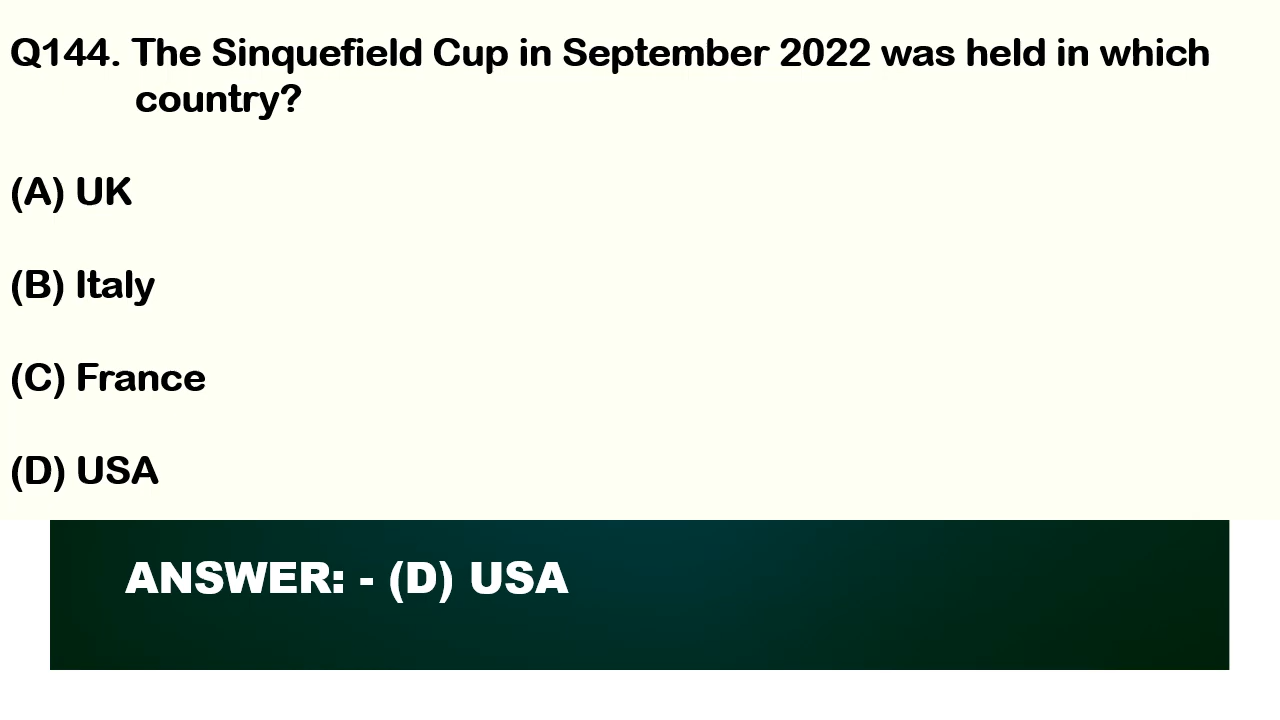 Q144. The Sinquefield Cup in September 2022 was held in which
country?
(A) UK
(B) Italy
(C) France
(D) USA
ANSWER: - (D) USA